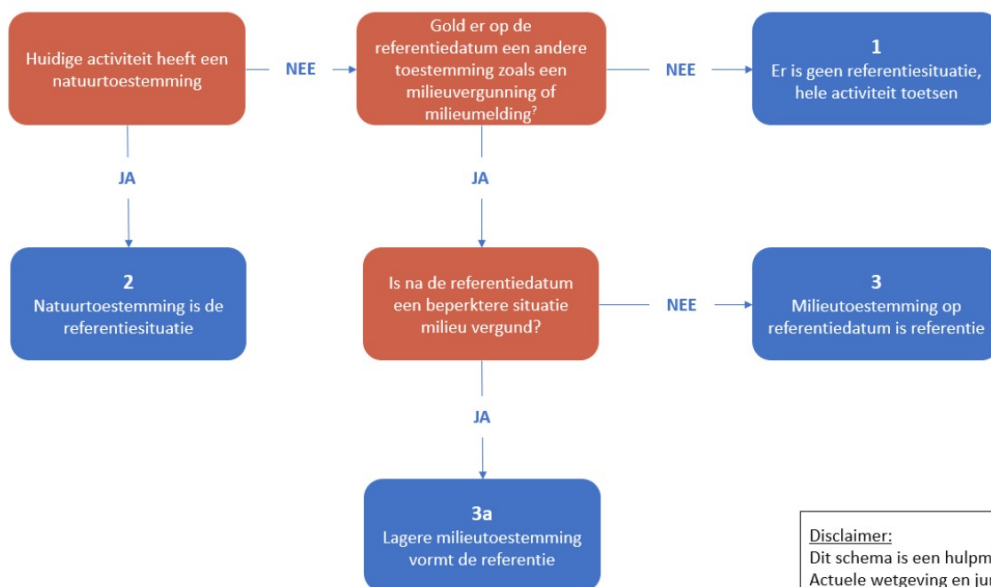 Huidige activiteit heeft een
natuurtoestemming
NEE
Gold er op de
referentiedatum een andere
toestemming zoals een
milieuvergunning of
milieumelding?
NEE
1
Er is geen referentiesituatie,
hele activiteit toetsen
JA
JA
2
Natuurtoestemming is de
referentiesituatie
Is na de referentiedatum
een beperktere situatie
milieu vergund?
NEE
3
Milieutoestemming op
referentiedatum is referentie
JA
3a
Lagere milieutoestemming
vormt de referentie
Disclaimer:
Dit schema is een hulpm
Actuele wetgeving en ju